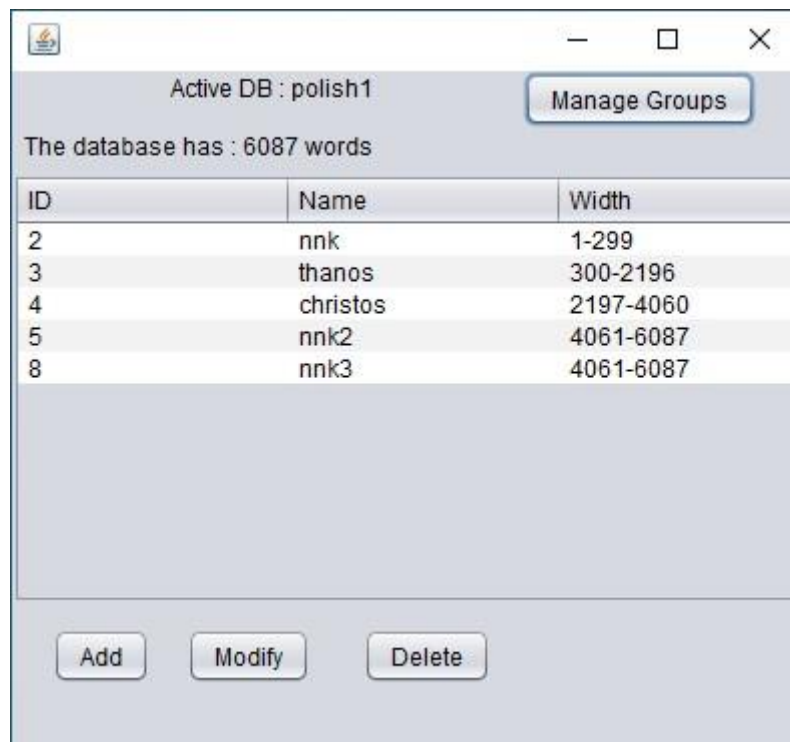 Active DB : polish1
Manage Groups
The database has : 6087 words
ID Name Width
2 nnk 1-299
3 thanos 300-2196
4 christos 2197-4060
5 nnk2 4061-6087
8 nnk3 4061-6087
Add Modify Delete